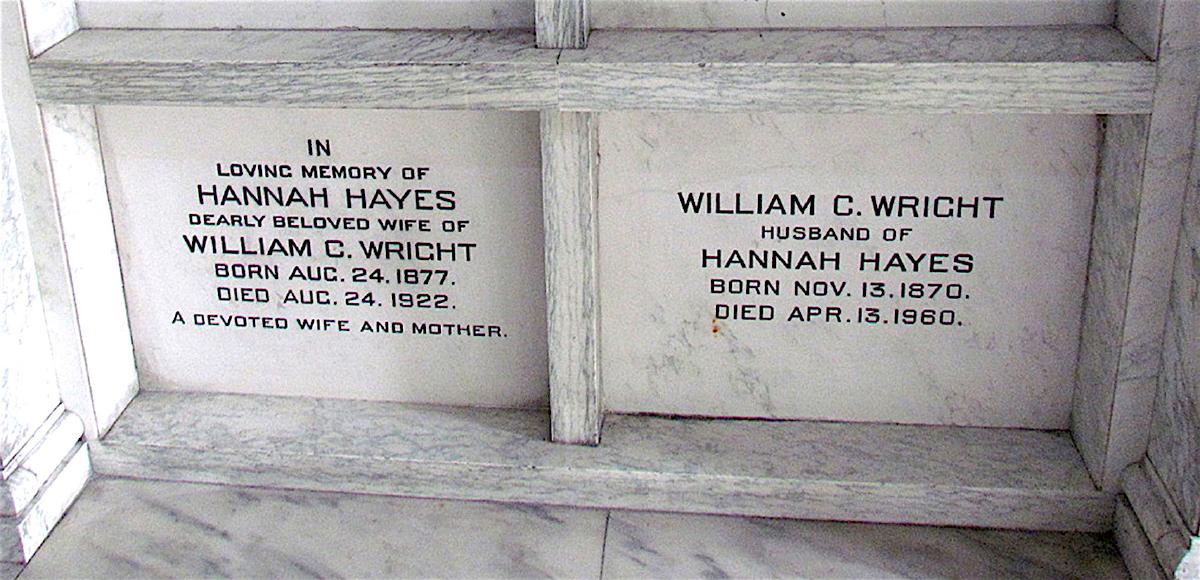 IN
LOVING MEMORY OF
HANNAH HAYES
DEARLY BELOVED WIFE OF
WILLIAM C. WRIGHT
BORN AUG. 24. 1877.
DIED AUG. 24. 1922.
A DEVOTED WIFE AND MOTHER.
WILLIAM C. WRIGHT
HUSBAND OF
HANNAH HAYES
BORN NOV. 13. 1870.
DIED APR. 13. 1960.